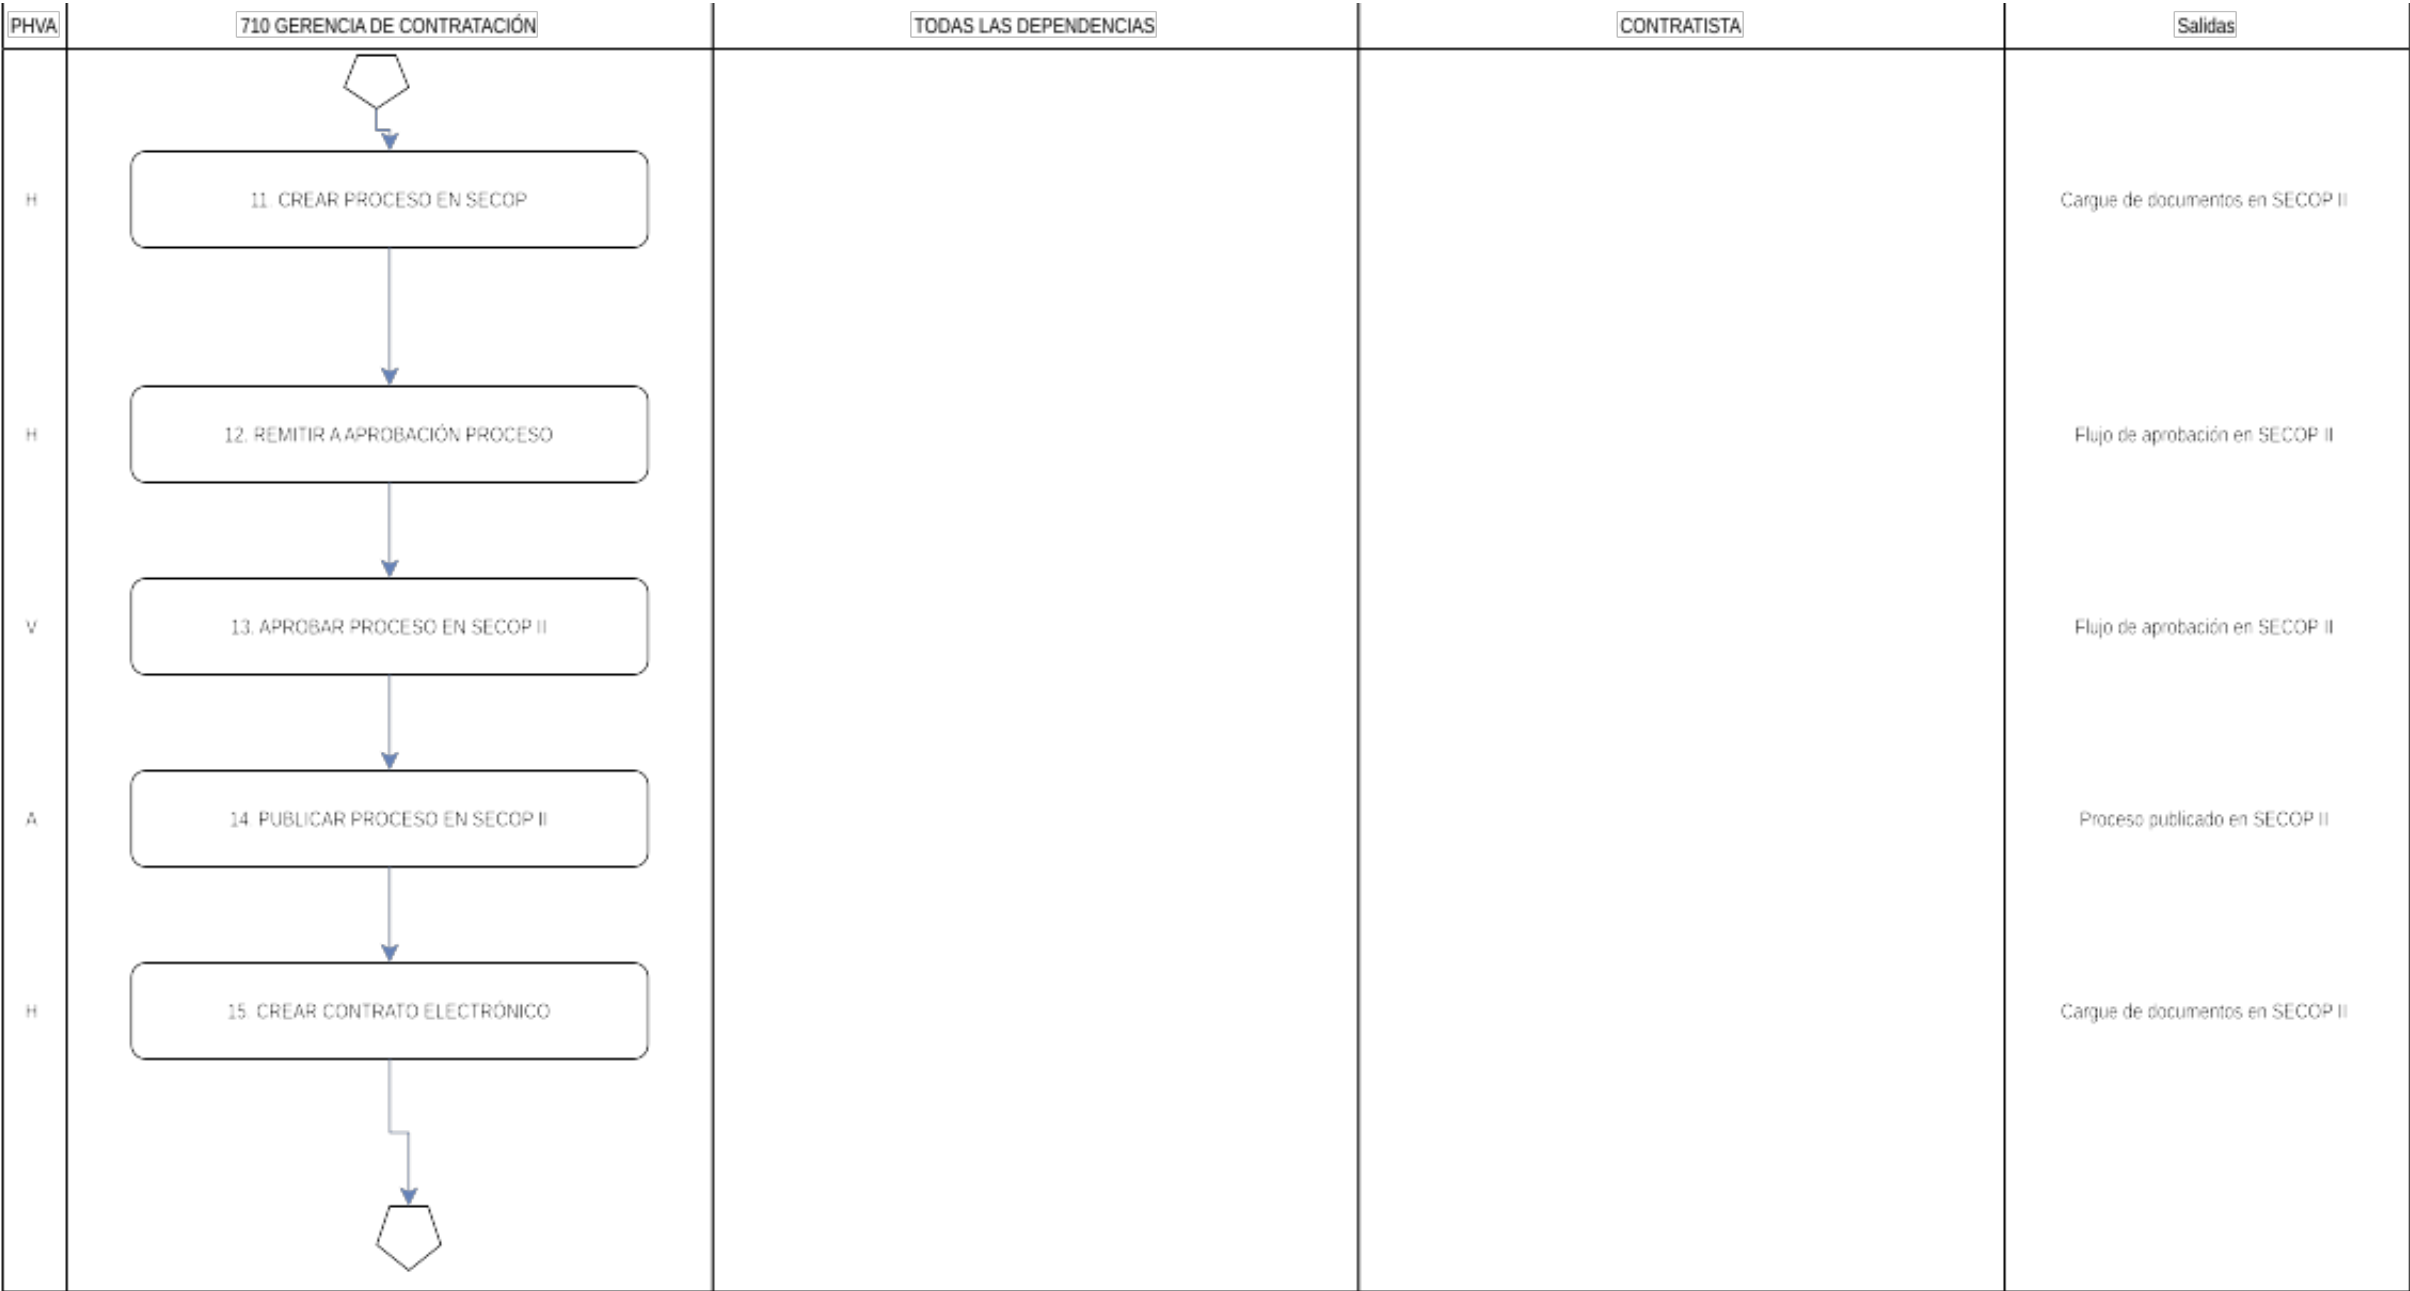 PHVA 710 GERENCIA DE CONTRATACIÓN TODAS LAS DEPENDENCIAS CONTRATISTA Salidas
H 11. CREAR PROCESO EN SECOP Cargue de documentos en SECOP II
H 12. REMITIR A APROBACIÓN PROCESO Flujo de aprobación en SECOP II
V 13. APROBAR PROCESO EN SECOP II Flujo de aprobación en SECOP II
A 14. PUBLICAR PROCESO EN SECOP II Proceso publicado en SECOP II
H 15. CREAR CONTRATO ELECTRÓNICO Cargue de documentos en SECOP II